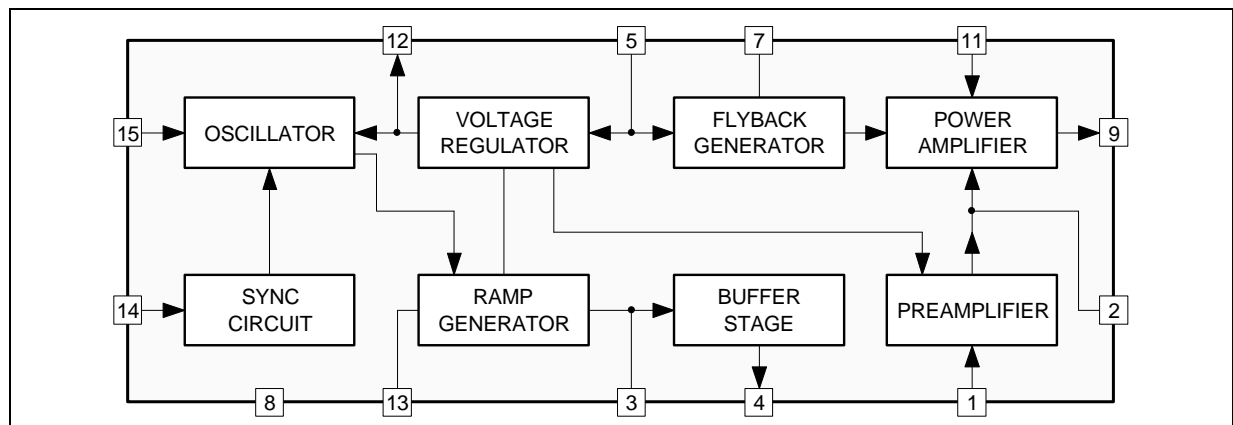 12
5
7
11
15
OSCILLATOR
VOLTAGE
REGULATOR
FLYBACK
GENERATOR
POWER
AMPLIFIER
9
14
SYNC
CIRCUIT
RAMP
GENERATOR
BUFFER
STAGE
PREAMPLIFIER
2
8
13
3
4
1